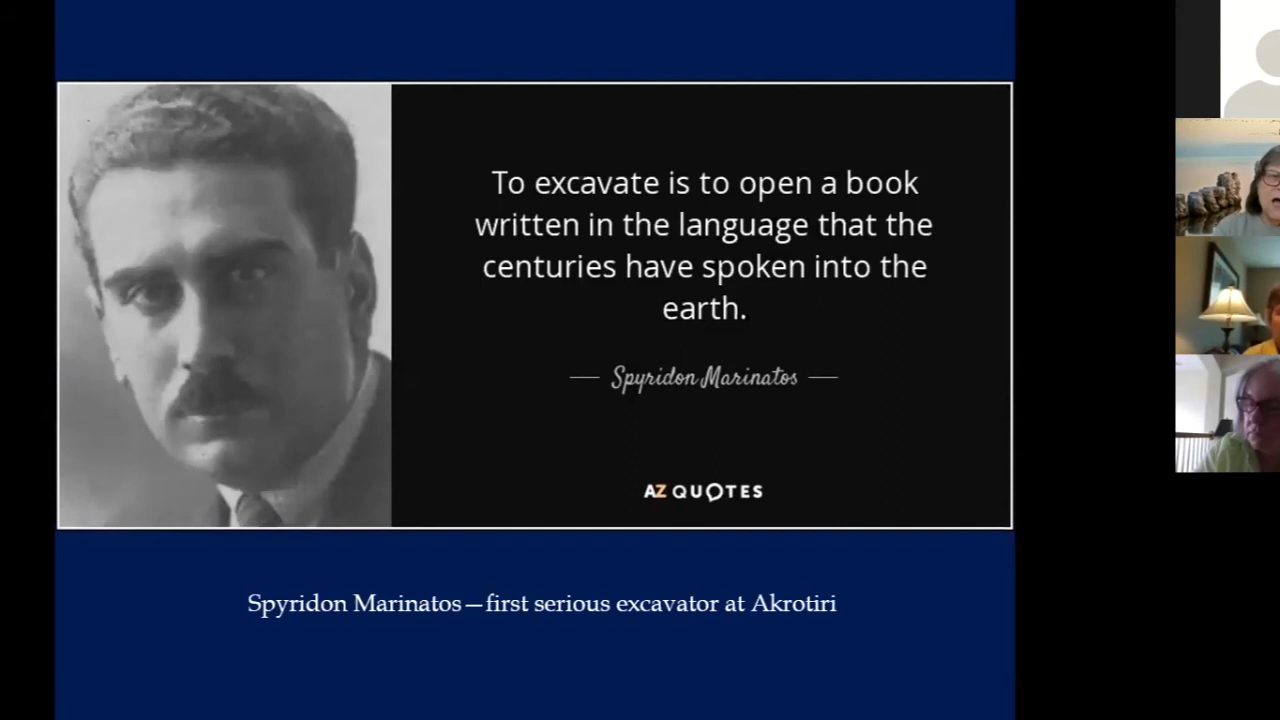 To excavate is to open a book
written in the language that the
centuries have spoken into the
earth.
Spyridon Marinatos
AZ QUOTES
Spyridon Marinatos—first serious excavator at Akrotiri